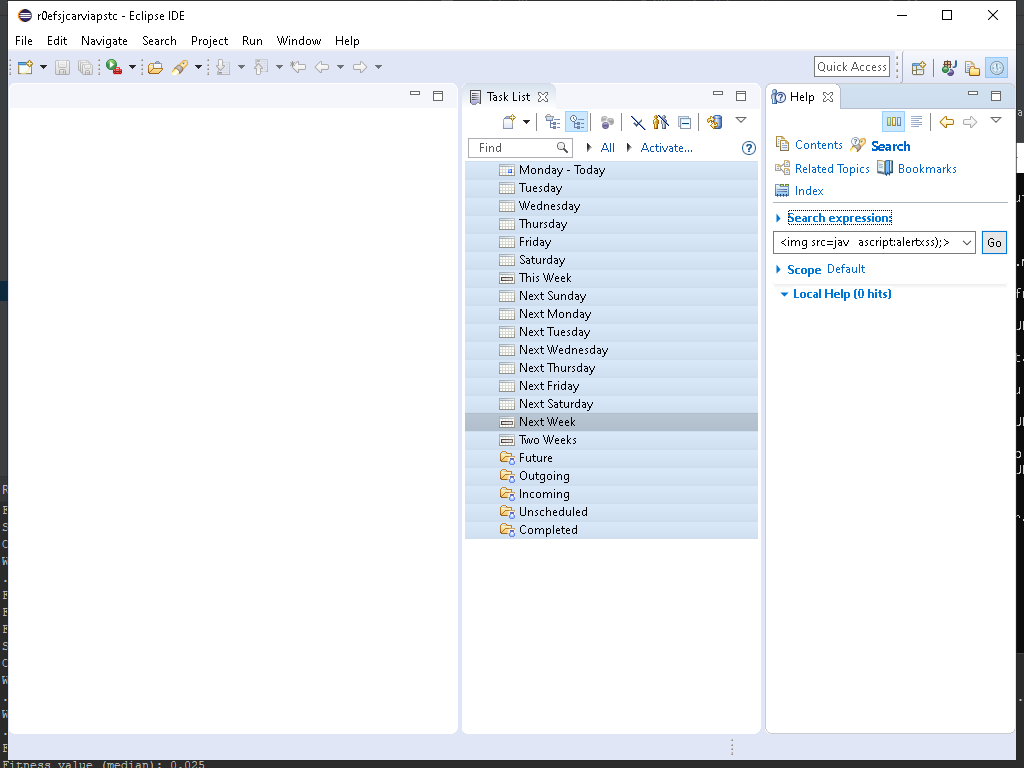 r0efsjcarviapstc - Eclipse IDE
File Edit Navigate Search Project Run Window Help
Quick Access
Task List
Help
Find
All
Activate...
Contents Search
Related Topics Bookmarks
Index
Search expression:
<img src=jav ascript:alertxss);>
Go
Scope Default
Local Help (0 hits)
Monday - Today
Tuesday
Wednesday
Thursday
Friday
Saturday
This Week
Next Sunday
Next Monday
Next Tuesday
Next Wednesday
Next Thursday
Next Friday
Next Saturday
Next Week
Two Weeks
Future
Outgoing
Incoming
Unscheduled
Completed
Fitness value (median): 0.025